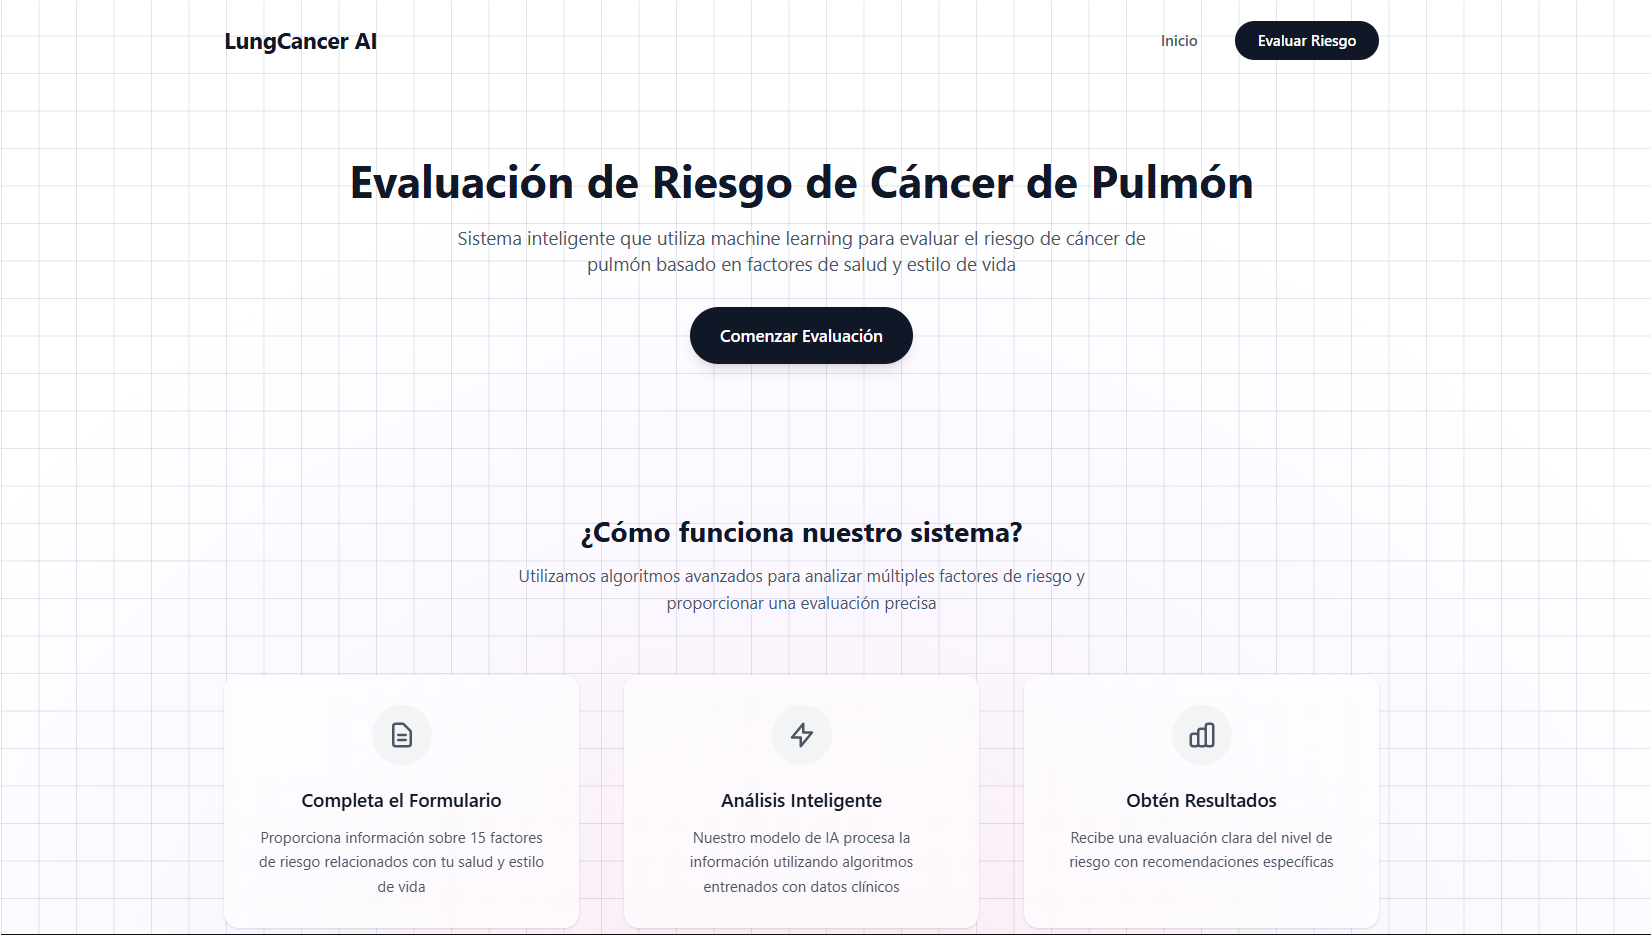 LungCancer AI
Inicio
Evaluar Riesgo
Evaluación de Riesgo de Cáncer de Pulmón
Sistema inteligente que utiliza machine learning para evaluar el riesgo de cáncer de
pulmón basado en factores de salud y estilo de vida
Comenzar Evaluación
¿Cómo funciona nuestro sistema?
Utilizamos algoritmos avanzados para analizar múltiples factores de riesgo y
proporcionar una evaluación precisa
Completa el Formulario
Proporciona información sobre 15 factores
de riesgo relacionados con tu salud y estilo
de vida
Análisis Inteligente
Nuestro modelo de IA procesa la
información utilizando algoritmos
entrenados con datos clínicos
Obtén Resultados
Recibe una evaluación clara del nivel de
riesgo con recomendaciones específicas